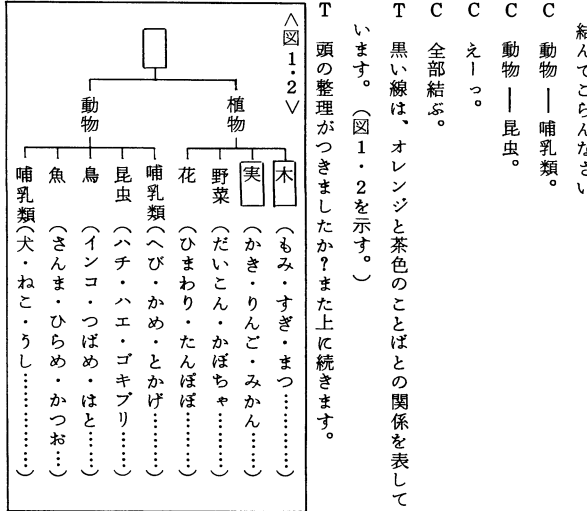 結んでごらんなさい
C　動物――哺乳類。
C　動物――昆虫。
C　えーっ。
C　全部結ぶ。
T　黒い線は、オレンジと茶色のことばとの関係を表して
います。（図1・2を示す。）
T　頭の整理がつきましたか？また上に続きます。
＜図1・2＞
植物
木（もみ・すぎ・まつ…………）
実（かき・りんご・みかん………）
野菜（だいこん・かぼちゃ………）
花（ひまわり・たんぽぽ…………）
動物
哺乳類（へび・かめ・とかげ………）
昆虫（ハチ・ハエ・ゴキブリ………）
鳥（インコ・つばめ・はと………）
魚（さんま・ひらめ・かつお…）
哺乳類（犬・ねこ・うし……………）